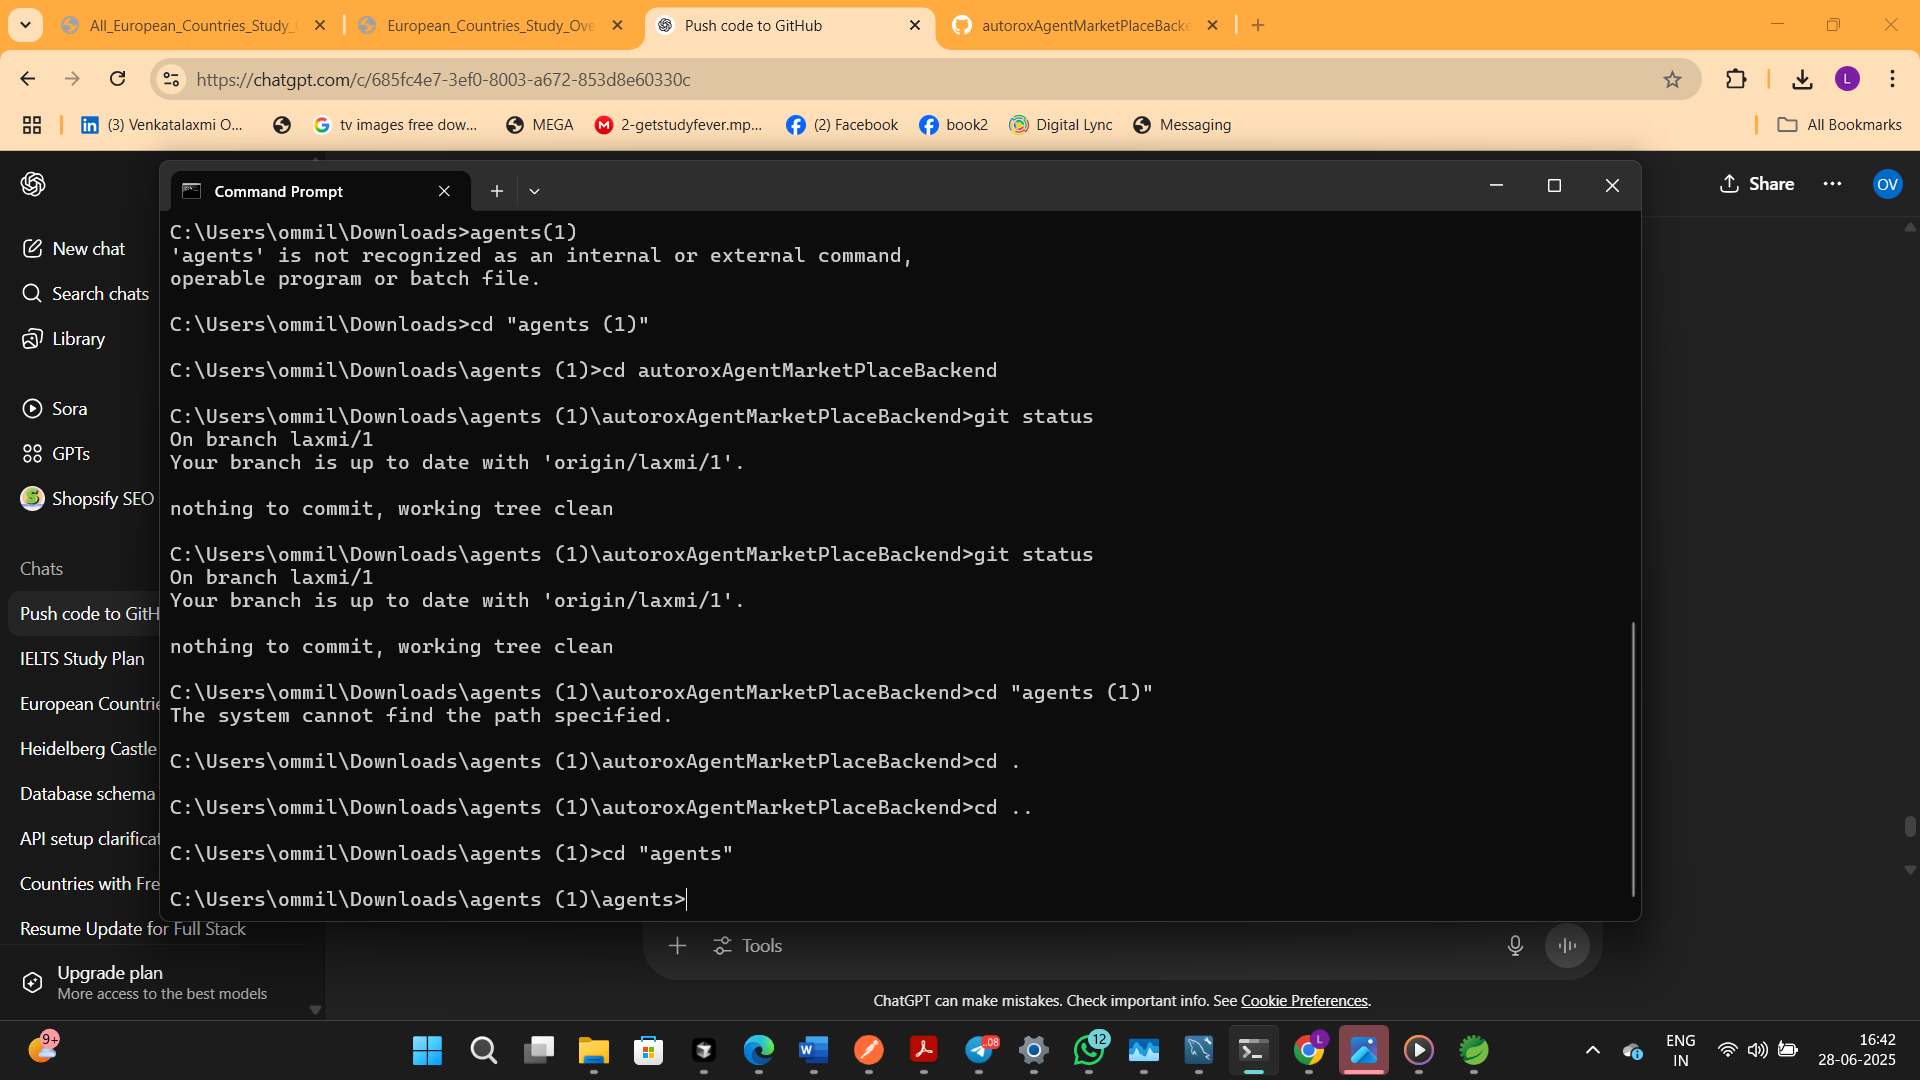 All_European_Countries_Study_
European_Countries_Study_Ove
Push code to GitHub
autoroxAgentMarketPlaceBacke
https://chatgpt.com/c/685fc4e7-3ef0-8003-a672-853d8e60330c
L
(3) Venkatalaxmi O...
tv images free dow...
MEGA
2-getstudyfever.mp...
(2) Facebook
book2
Digital Lync
Messaging
All Bookmarks
Share
OV
New chat
Search chats
Library
Sora
GPTs
Shopsify SEO
Chats
Push code to GitH
IELTS Study Plan
European Countrie
Heidelberg Castle
Database schema
API setup clarificat
Countries with Fre
Resume Update for Full Stack
Upgrade plan
More access to the best models
Command Prompt
C:\Users\ommil\Downloads>agents(1)
'agents' is not recognized as an internal or external command,
operable program or batch file.
C:\Users\ommil\Downloads>cd "agents (1)"
C:\Users\ommil\Downloads\agents (1)>cd autoroxAgentMarketPlaceBackend
C:\Users\ommil\Downloads\agents (1)\autoroxAgentMarketPlaceBackend>git status
On branch laxmi/1
Your branch is up to date with 'origin/laxmi/1'.
nothing to commit, working tree clean
C:\Users\ommil\Downloads\agents (1)\autoroxAgentMarketPlaceBackend>git status
On branch laxmi/1
Your branch is up to date with 'origin/laxmi/1'.
nothing to commit, working tree clean
C:\Users\ommil\Downloads\agents (1)\autoroxAgentMarketPlaceBackend>cd "agents (1)"
The system cannot find the path specified.
C:\Users\ommil\Downloads\agents (1)\autoroxAgentMarketPlaceBackend>cd .
C:\Users\ommil\Downloads\agents (1)\autoroxAgentMarketPlaceBackend>cd ..
C:\Users\ommil\Downloads\agents (1)>cd "agents"
C:\Users\ommil\Downloads\agents (1)\agents>
Tools
ChatGPT can make mistakes. Check important info. See Cookie Preferences.
9+
.08
12
L
ENG
IN
16:42
28-06-2025